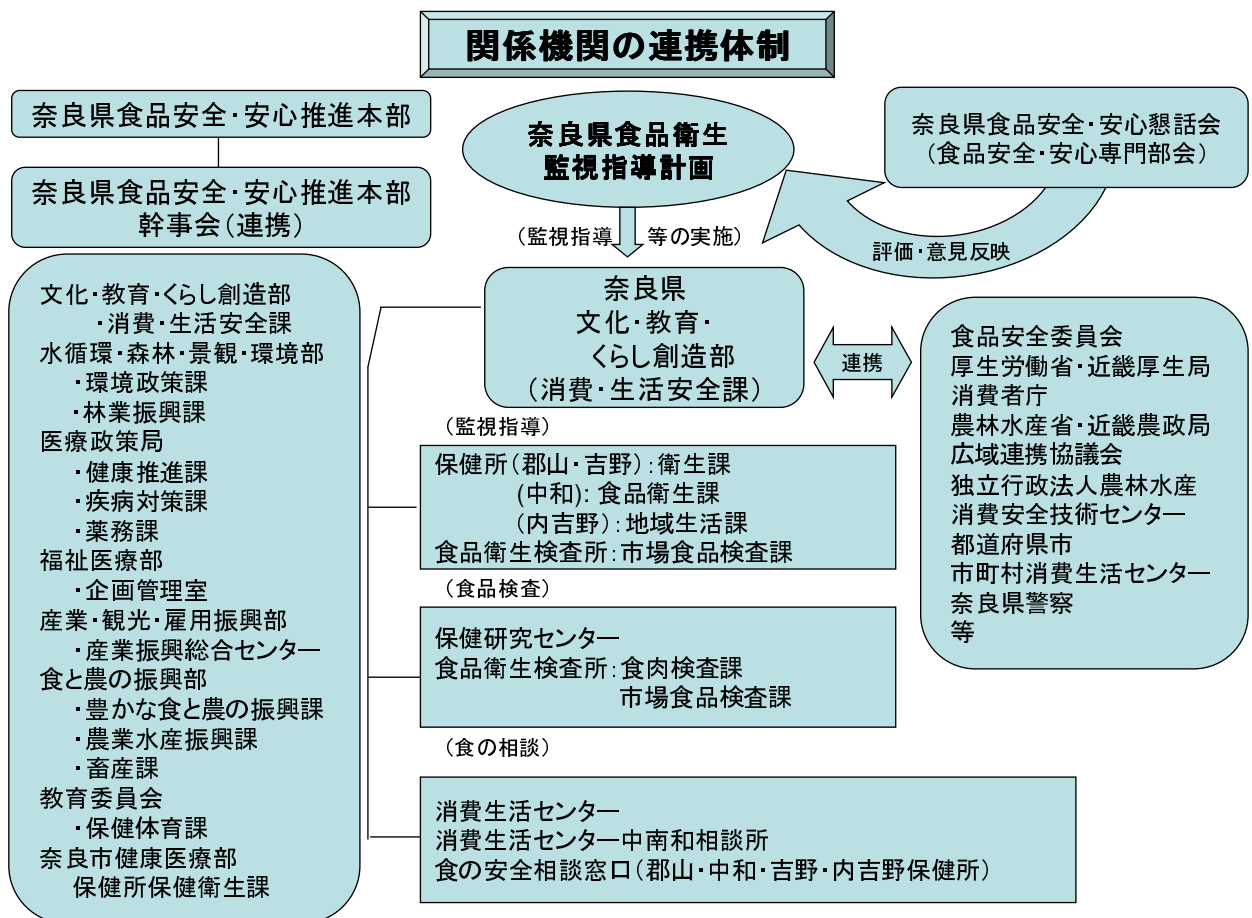 関係機関の連携体制
奈良県食品安全・安心推進本部
奈良県食品安全・安心推進本部
幹事会（連携）
文化・教育・くらし創造部
・消費・生活安全課
水循環・森林・景観・環境部
・環境政策課
・林業振興課
医療政策局
・健康推進課
・疾病対策課
・薬務課
福祉医療部
・企画管理室
産業・観光・雇用振興部
・産業振興総合センター
食と農の振興部
・豊かな食と農の振興課
・農業水産振興課
・畜産課
教育委員会
・保健体育課
奈良市健康医療部
保健所保健衛生課
奈良県食品衛生
監視指導計画
（監視指導 等の実施）
奈良県
文化・教育・
くらし創造部
（消費・生活安全課）
（監視指導）
保健所（郡山・吉野）：衛生課
(中和)：食品衛生課
（内吉野）：地域生活課
食品衛生検査所：市場食品検査課
（食品検査）
保健研究センター
食品衛生検査所：食肉検査課
市場食品検査課
（食の相談）
消費生活センター
消費生活センター中南和相談所
食の安全相談窓口（郡山・中和・吉野・内吉野保健所）
奈良県食品安全・安心懇話会
（食品安全・安心専門部会）
評価・意見反映
連携
食品安全委員会
厚生労働省・近畿厚生局
消費者庁
農林水産省・近畿農政局
広域連携協議会
独立行政法人農林水産
消費安全技術センター
都道府県市
市町村消費生活センター
奈良県警察
等